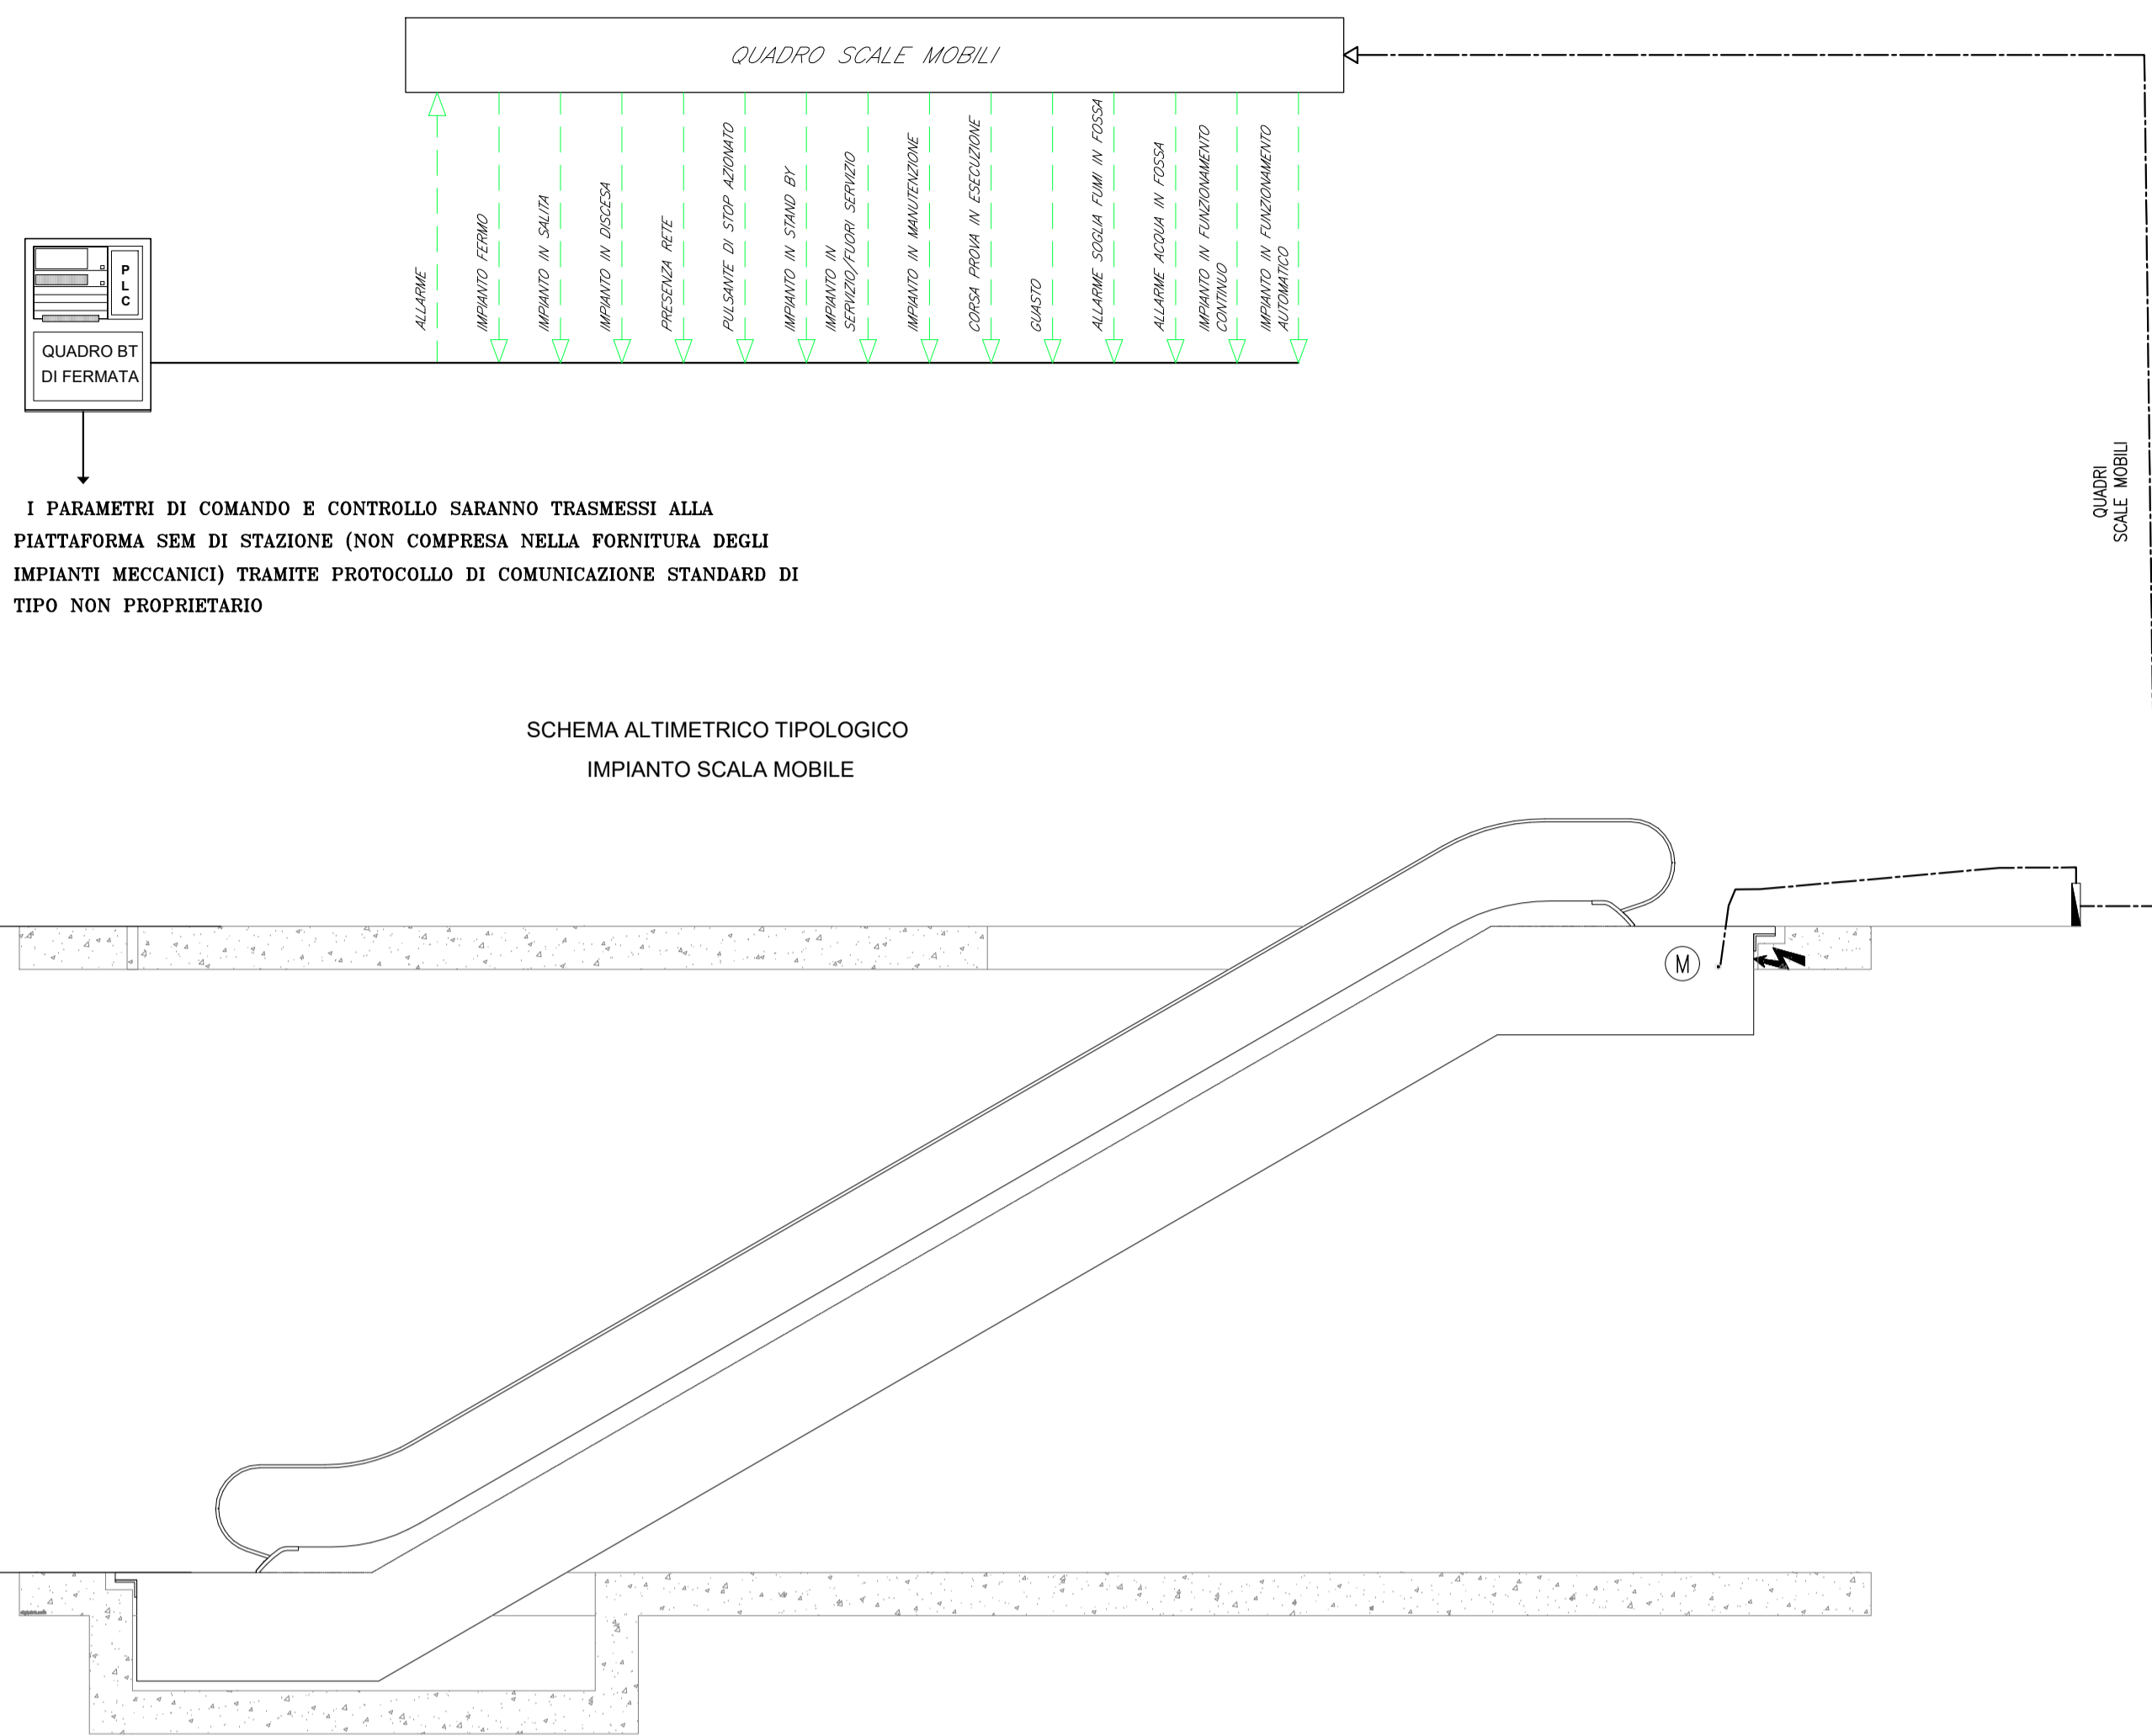 QUADRO SCALE MOBILI
ALLARME
IMPIANTO FERMO
IMPIANTO IN SALITA
IMPIANTO IN DISCESA
PRESENZA RETE
PULSANTE DI STOP AZIONATO
IMPIANTO IN STAND BY
IMPIANTO IN
SERVIZIO/FUORI SERVIZIO
IMPIANTO IN MANUTENZIONE
CORSA PROVA IN ESECUZIONE
GUASTO
ALLARME SOGLIA FUMI IN FOSSA
ALLARME ACQUA IN FOSSA
IMPIANTO IN FUNZIONAMENTO
CONTINUO
IMPIANTO IN FUNZIONAMENTO
AUTOMATICO
PLC
QUADRO BT
DI FERMATA
I PARAMETRI DI COMANDO E CONTROLLO SARANNO TRASMESSI ALLA
PIATTAFORMA SEM DI STAZIONE (NON COMPRESA NELLA FORNITURA DEGLI
IMPIANTI MECCANICI) TRAMITE PROTOCOLLO DI COMUNICAZIONE STANDARD DI
TIPO NON PROPRIETARIO
QUADRI
SCALE MOBILI
SCHEMA ALTIMETRICO TIPOLOGICO
IMPIANTO SCALA MOBILE
M